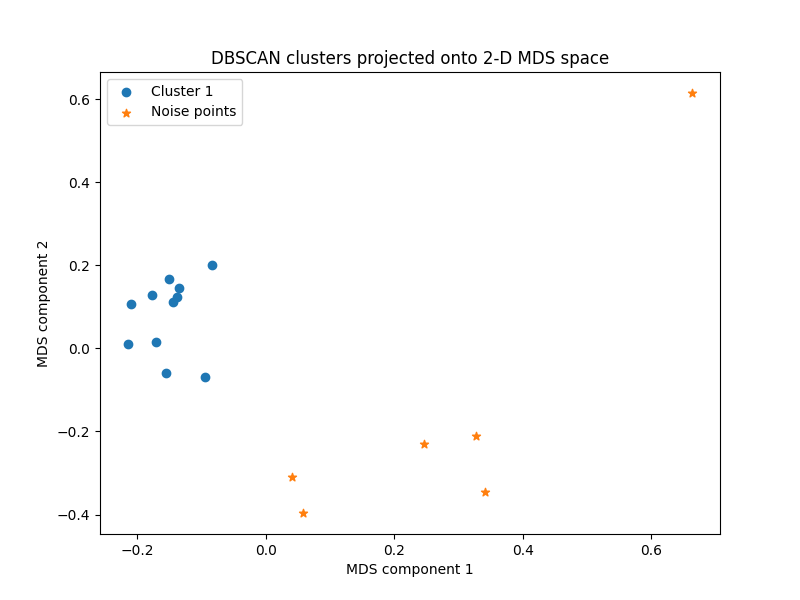 DBSCAN clusters projected onto 2-D MDS space
Cluster 1
Noise points
0.6
0.4
0.2
0.0
−0.2
−0.4
MDS component 2
−0.2
0.0
0.2
0.4
0.6
MDS component 1